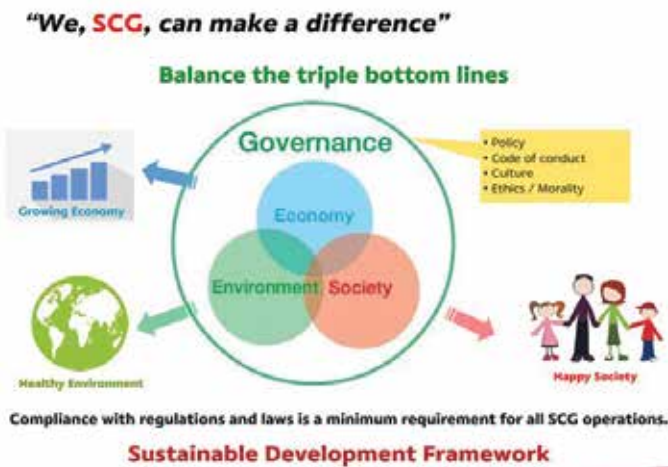 “We, SCG, can make a difference”
Balance the triple bottom lines
Governance
• Policy
• Code of conduct
• Culture
• Ethics / Morality
Growing Economy
Economy
Environment
Society
Healthy Environment
Happy Society
Compliance with regulations and laws is a minimum requirement for all SCG operations.
Sustainable Development Framework